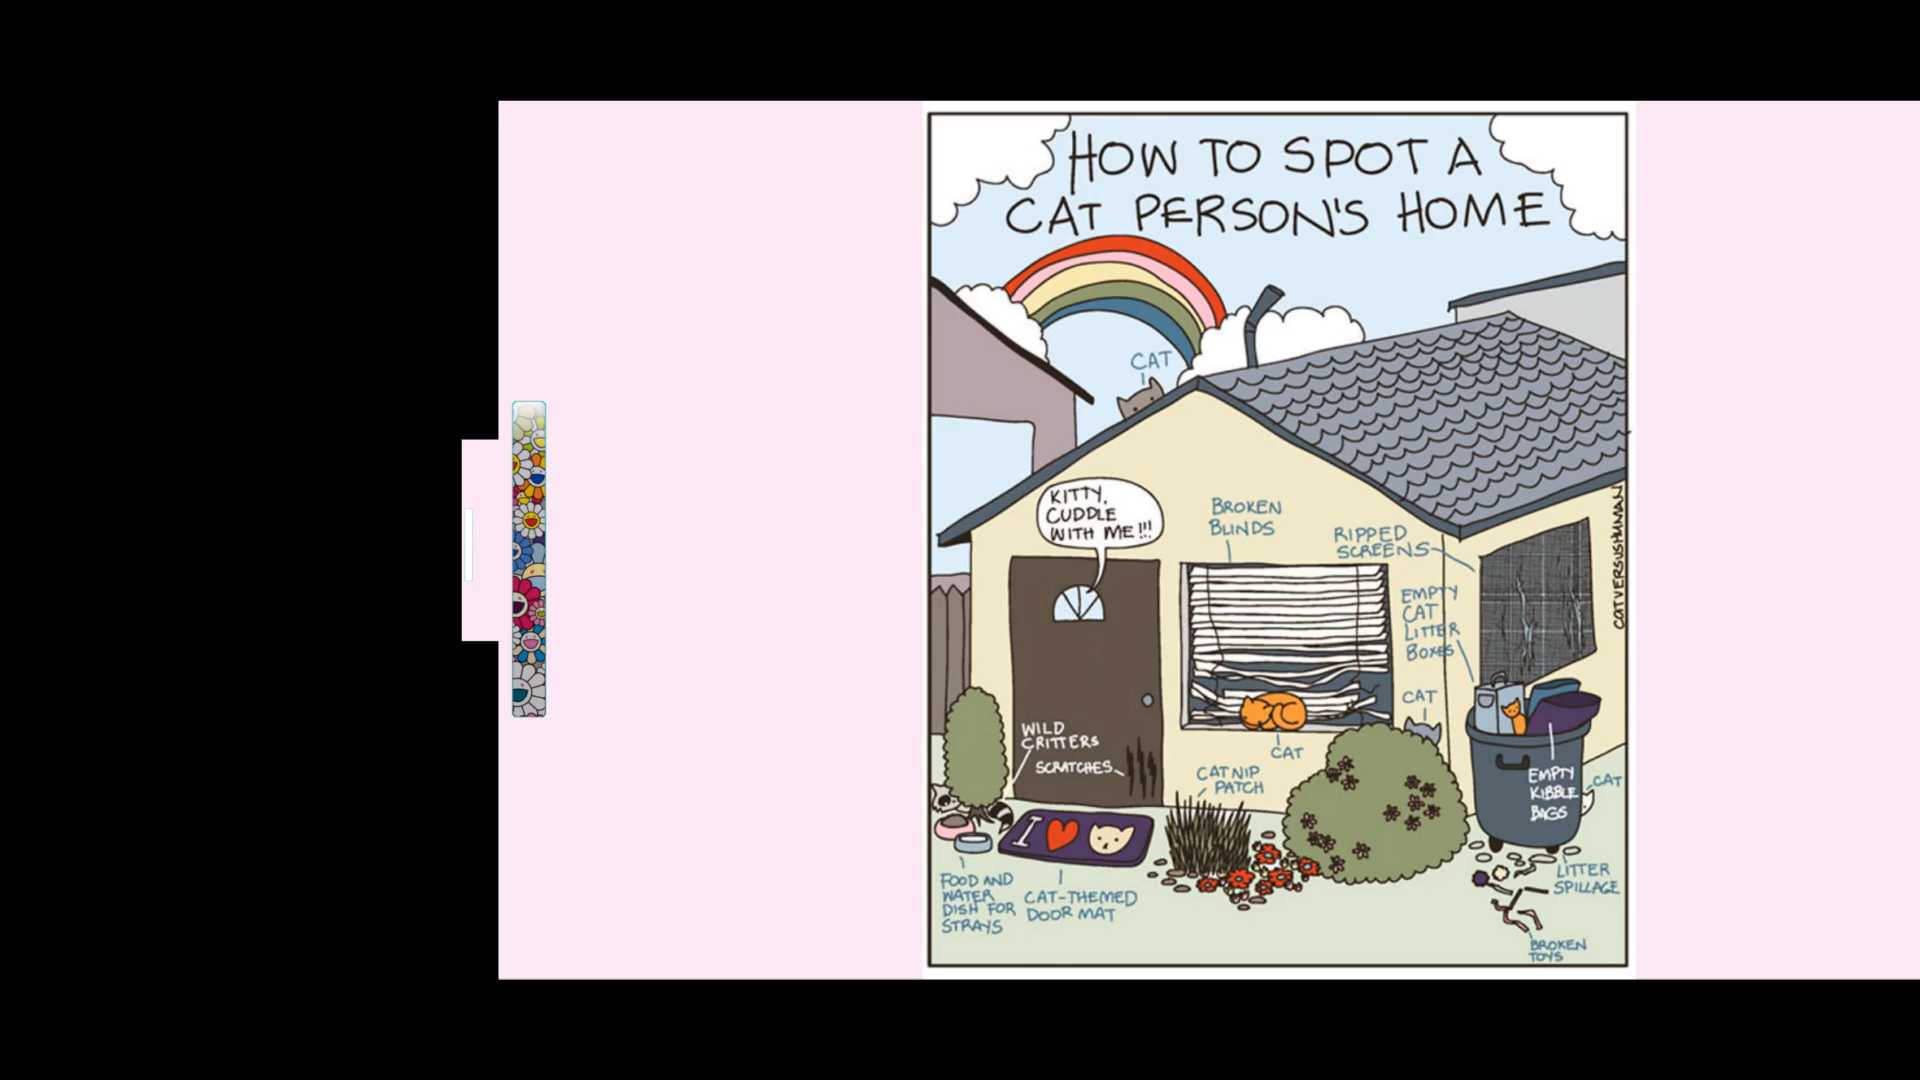 HOW TO SPOT A
CAT PERSON'S HOME
CAT
KITTY,
CUDDLE
WITH ME!!!
BROKEN
BLINDS
RIPPED
SCREENS
EMPTY
CAT
LITTER
BOXES
CATVERSUSHUMAN
CAT
WILD
CRITTERS
SCRATCHES
CAT
CATNIP
PATCH
EMPTY
KIBBLE
BAGS
CAT
I
FOOD AND
WATER
DISH FOR
STRAYS
CAT-THEMED
DOOR MAT
LITTER
SPILLAGE
BROKEN
TOYS